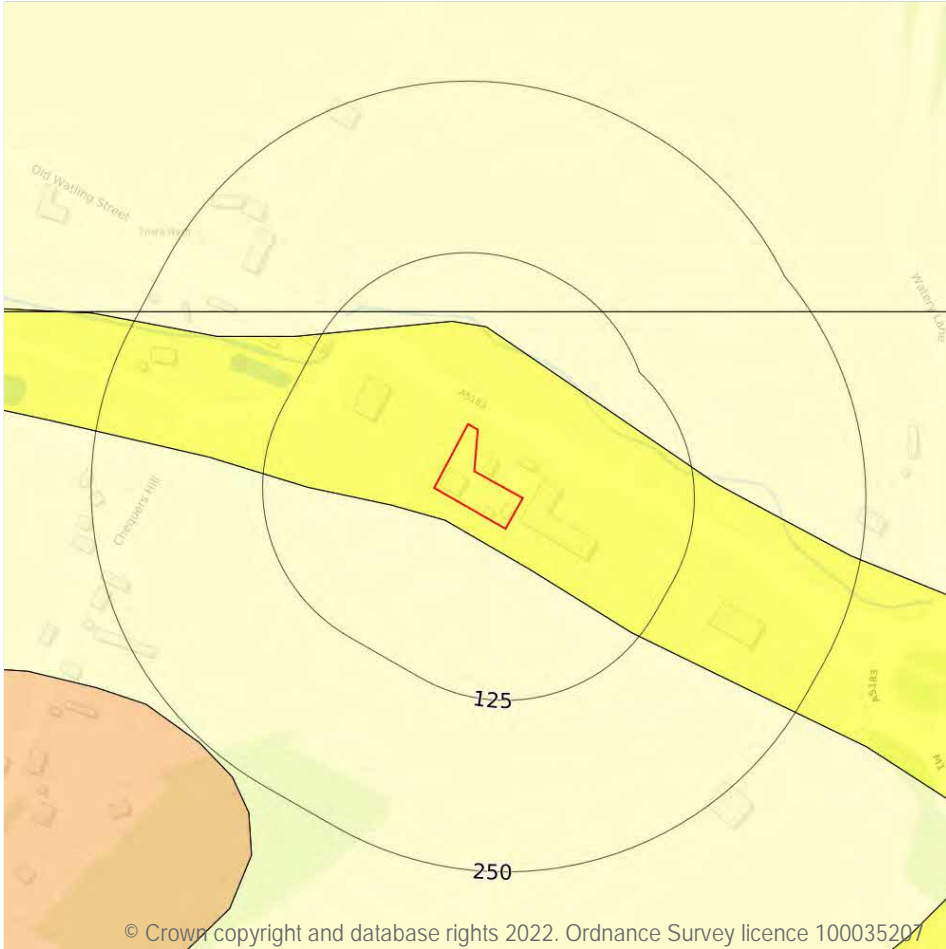 Old Watling Street
Watery Lane
A5183
Chequers Hill
125
A5183
M1
250
© Crown copyright and database rights 2022. Ordnance Survey licence 100035207